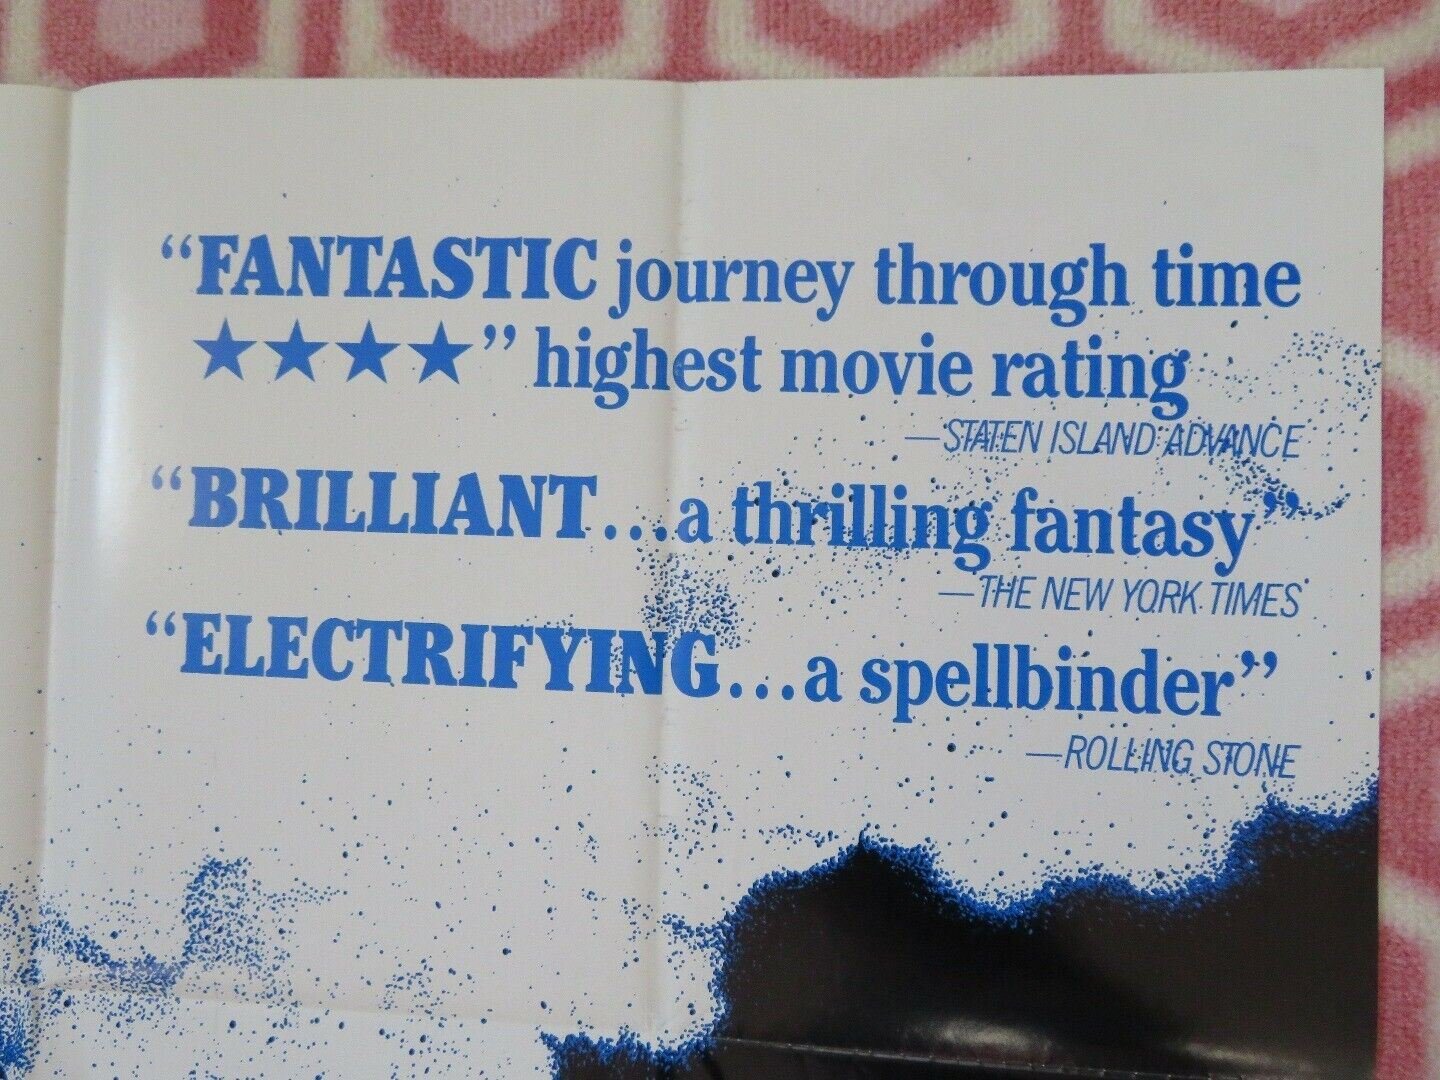 “FANTASTIC journey through time
★★★★” highest movie rating
—STATEN ISLAND ADVANCE
“BRILLIANT...a thrilling fantasy”
—THE NEW YORK TIMES
“ELECTRIFYING...a spellbinder”
—ROLLING STONE